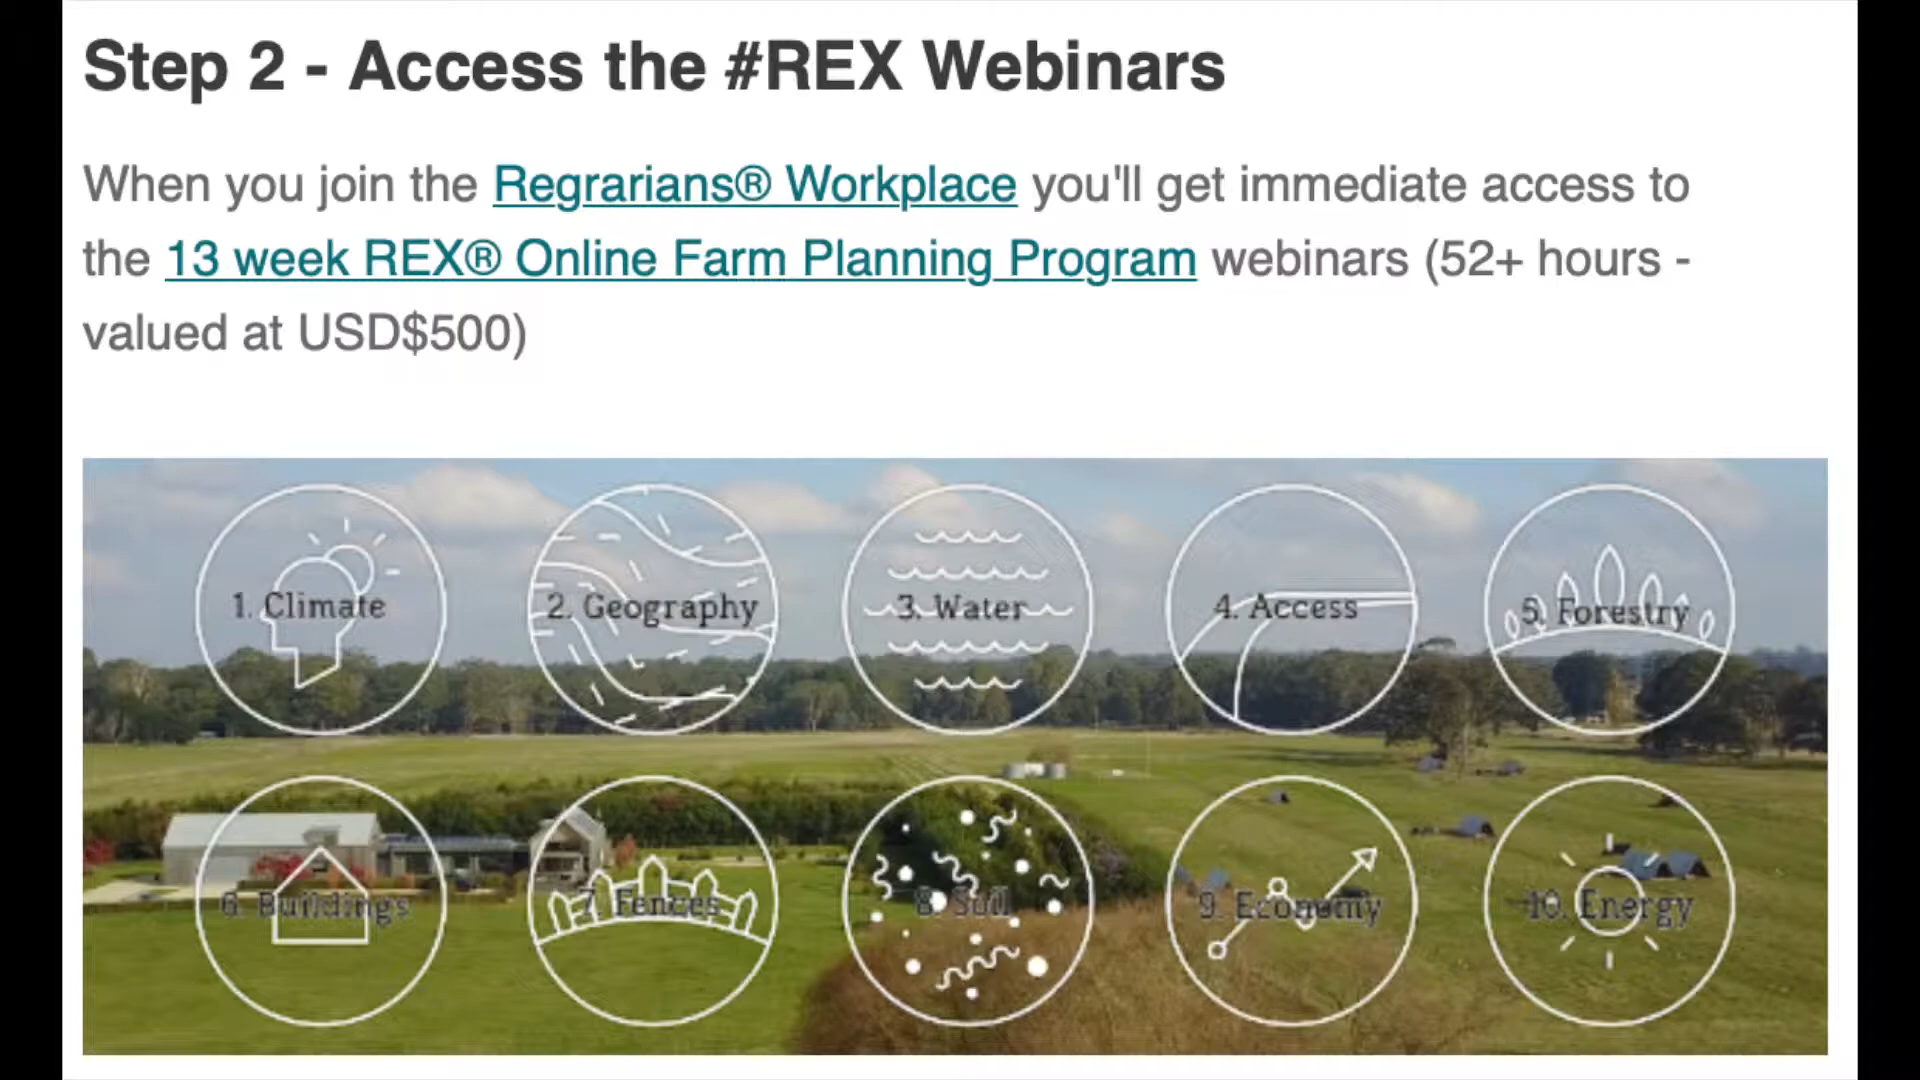 Step 2 - Access the #REX Webinars
When you join the Regrarians® Workplace you'll get immediate access to
the 13 week REX® Online Farm Planning Program webinars (52+ hours -
valued at USD$500)
1. Climate
2. Geography
3. Water
4. Access
5. Forestry
6. Buildings
7. Fences
8. Soil
9. Economy
10. Energy